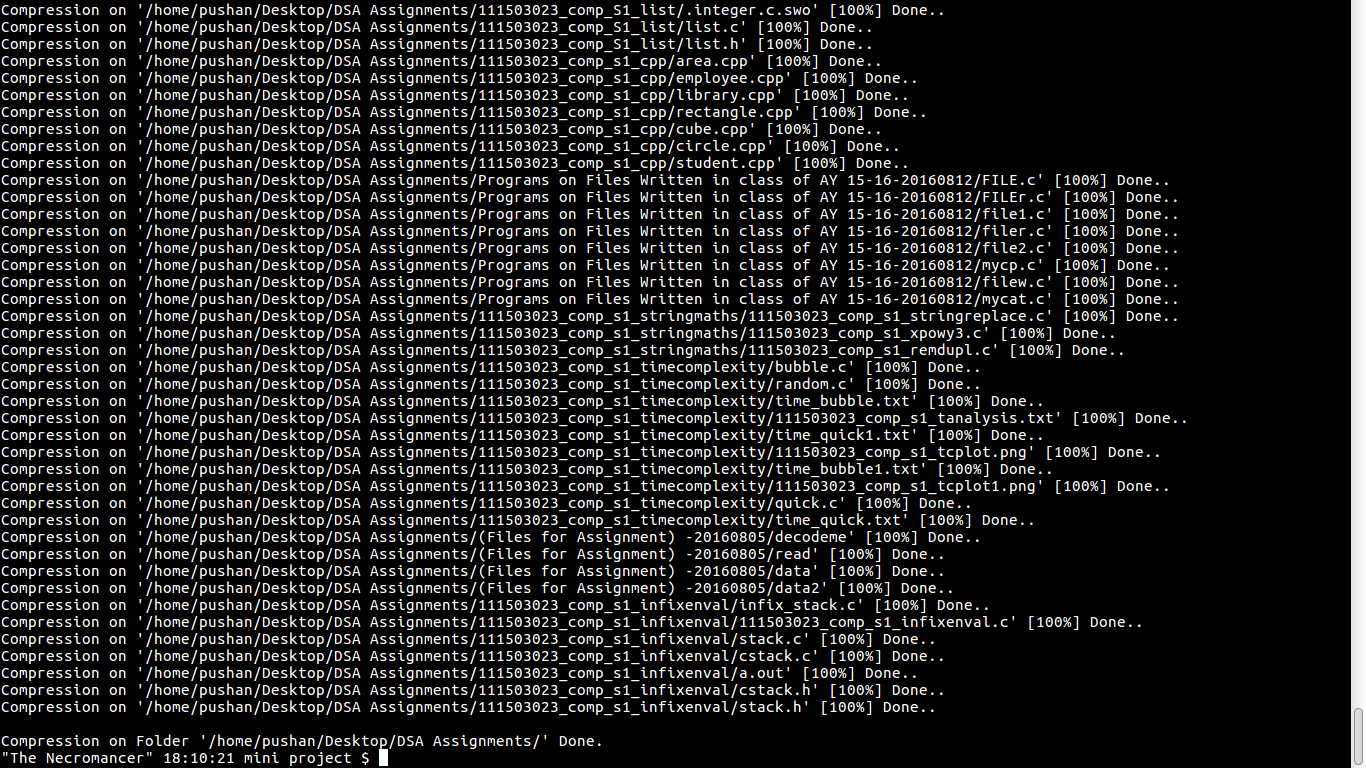 Compression on '/home/pushan/Desktop/DSA Assignments/111503023_comp_S1_list/.integer.c.swo' [100%] Done..
Compression on '/home/pushan/Desktop/DSA Assignments/111503023_comp_S1_list/list.c' [100%] Done..
Compression on '/home/pushan/Desktop/DSA Assignments/111503023_comp_S1_list/list.h' [100%] Done..
Compression on '/home/pushan/Desktop/DSA Assignments/111503023_comp_s1_cpp/area.cpp' [100%] Done..
Compression on '/home/pushan/Desktop/DSA Assignments/111503023_comp_s1_cpp/employee.cpp' [100%] Done..
Compression on '/home/pushan/Desktop/DSA Assignments/111503023_comp_s1_cpp/library.cpp' [100%] Done..
Compression on '/home/pushan/Desktop/DSA Assignments/111503023_comp_s1_cpp/rectangle.cpp' [100%] Done..
Compression on '/home/pushan/Desktop/DSA Assignments/111503023_comp_s1_cpp/cube.cpp' [100%] Done..
Compression on '/home/pushan/Desktop/DSA Assignments/111503023_comp_s1_cpp/circle.cpp' [100%] Done..
Compression on '/home/pushan/Desktop/DSA Assignments/111503023_comp_s1_cpp/student.cpp' [100%] Done..
Compression on '/home/pushan/Desktop/DSA Assignments/Programs on Files Written in class of AY 15-16-20160812/FILE.c' [100%] Done..
Compression on '/home/pushan/Desktop/DSA Assignments/Programs on Files Written in class of AY 15-16-20160812/FILEr.c' [100%] Done..
Compression on '/home/pushan/Desktop/DSA Assignments/Programs on Files Written in class of AY 15-16-20160812/file1.c' [100%] Done..
Compression on '/home/pushan/Desktop/DSA Assignments/Programs on Files Written in class of AY 15-16-20160812/filer.c' [100%] Done..
Compression on '/home/pushan/Desktop/DSA Assignments/Programs on Files Written in class of AY 15-16-20160812/file2.c' [100%] Done..
Compression on '/home/pushan/Desktop/DSA Assignments/Programs on Files Written in class of AY 15-16-20160812/mycp.c' [100%] Done..
Compression on '/home/pushan/Desktop/DSA Assignments/Programs on Files Written in class of AY 15-16-20160812/filew.c' [100%] Done..
Compression on '/home/pushan/Desktop/DSA Assignments/Programs on Files Written in class of AY 15-16-20160812/mycat.c' [100%] Done..
Compression on '/home/pushan/Desktop/DSA Assignments/111503023_comp_s1_stringmaths/111503023_comp_s1_stringreplace.c' [100%] Done..
Compression on '/home/pushan/Desktop/DSA Assignments/111503023_comp_s1_stringmaths/111503023_comp_s1_xpowy3.c' [100%] Done..
Compression on '/home/pushan/Desktop/DSA Assignments/111503023_comp_s1_stringmaths/111503023_comp_s1_remdupl.c' [100%] Done..
Compression on '/home/pushan/Desktop/DSA Assignments/111503023_comp_s1_timecomplexity/bubble.c' [100%] Done..
Compression on '/home/pushan/Desktop/DSA Assignments/111503023_comp_s1_timecomplexity/random.c' [100%] Done..
Compression on '/home/pushan/Desktop/DSA Assignments/111503023_comp_s1_timecomplexity/time_bubble.txt' [100%] Done..
Compression on '/home/pushan/Desktop/DSA Assignments/111503023_comp_s1_timecomplexity/111503023_comp_s1_tanalysis.txt' [100%] Done..
Compression on '/home/pushan/Desktop/DSA Assignments/111503023_comp_s1_timecomplexity/time_quick1.txt' [100%] Done..
Compression on '/home/pushan/Desktop/DSA Assignments/111503023_comp_s1_timecomplexity/111503023_comp_s1_tcplot.png' [100%] Done..
Compression on '/home/pushan/Desktop/DSA Assignments/111503023_comp_s1_timecomplexity/time_bubble1.txt' [100%] Done..
Compression on '/home/pushan/Desktop/DSA Assignments/111503023_comp_s1_timecomplexity/111503023_comp_s1_tcplot1.png' [100%] Done..
Compression on '/home/pushan/Desktop/DSA Assignments/111503023_comp_s1_timecomplexity/quick.c' [100%] Done..
Compression on '/home/pushan/Desktop/DSA Assignments/111503023_comp_s1_timecomplexity/time_quick.txt' [100%] Done..
Compression on '/home/pushan/Desktop/DSA Assignments/(Files for Assignment) -20160805/decodeme' [100%] Done..
Compression on '/home/pushan/Desktop/DSA Assignments/(Files for Assignment) -20160805/read' [100%] Done..
Compression on '/home/pushan/Desktop/DSA Assignments/(Files for Assignment) -20160805/data' [100%] Done..
Compression on '/home/pushan/Desktop/DSA Assignments/(Files for Assignment) -20160805/data2' [100%] Done..
Compression on '/home/pushan/Desktop/DSA Assignments/111503023_comp_s1_infixenval/infix_stack.c' [100%] Done..
Compression on '/home/pushan/Desktop/DSA Assignments/111503023_comp_s1_infixenval/111503023_comp_s1_infixenval.c' [100%] Done..
Compression on '/home/pushan/Desktop/DSA Assignments/111503023_comp_s1_infixenval/stack.c' [100%] Done..
Compression on '/home/pushan/Desktop/DSA Assignments/111503023_comp_s1_infixenval/cstack.c' [100%] Done..
Compression on '/home/pushan/Desktop/DSA Assignments/111503023_comp_s1_infixenval/a.out' [100%] Done..
Compression on '/home/pushan/Desktop/DSA Assignments/111503023_comp_s1_infixenval/cstack.h' [100%] Done..
Compression on '/home/pushan/Desktop/DSA Assignments/111503023_comp_s1_infixenval/stack.h' [100%] Done..
Compression on Folder '/home/pushan/Desktop/DSA Assignments/' Done.
"The Necromancer" 18:10:21 mini project $